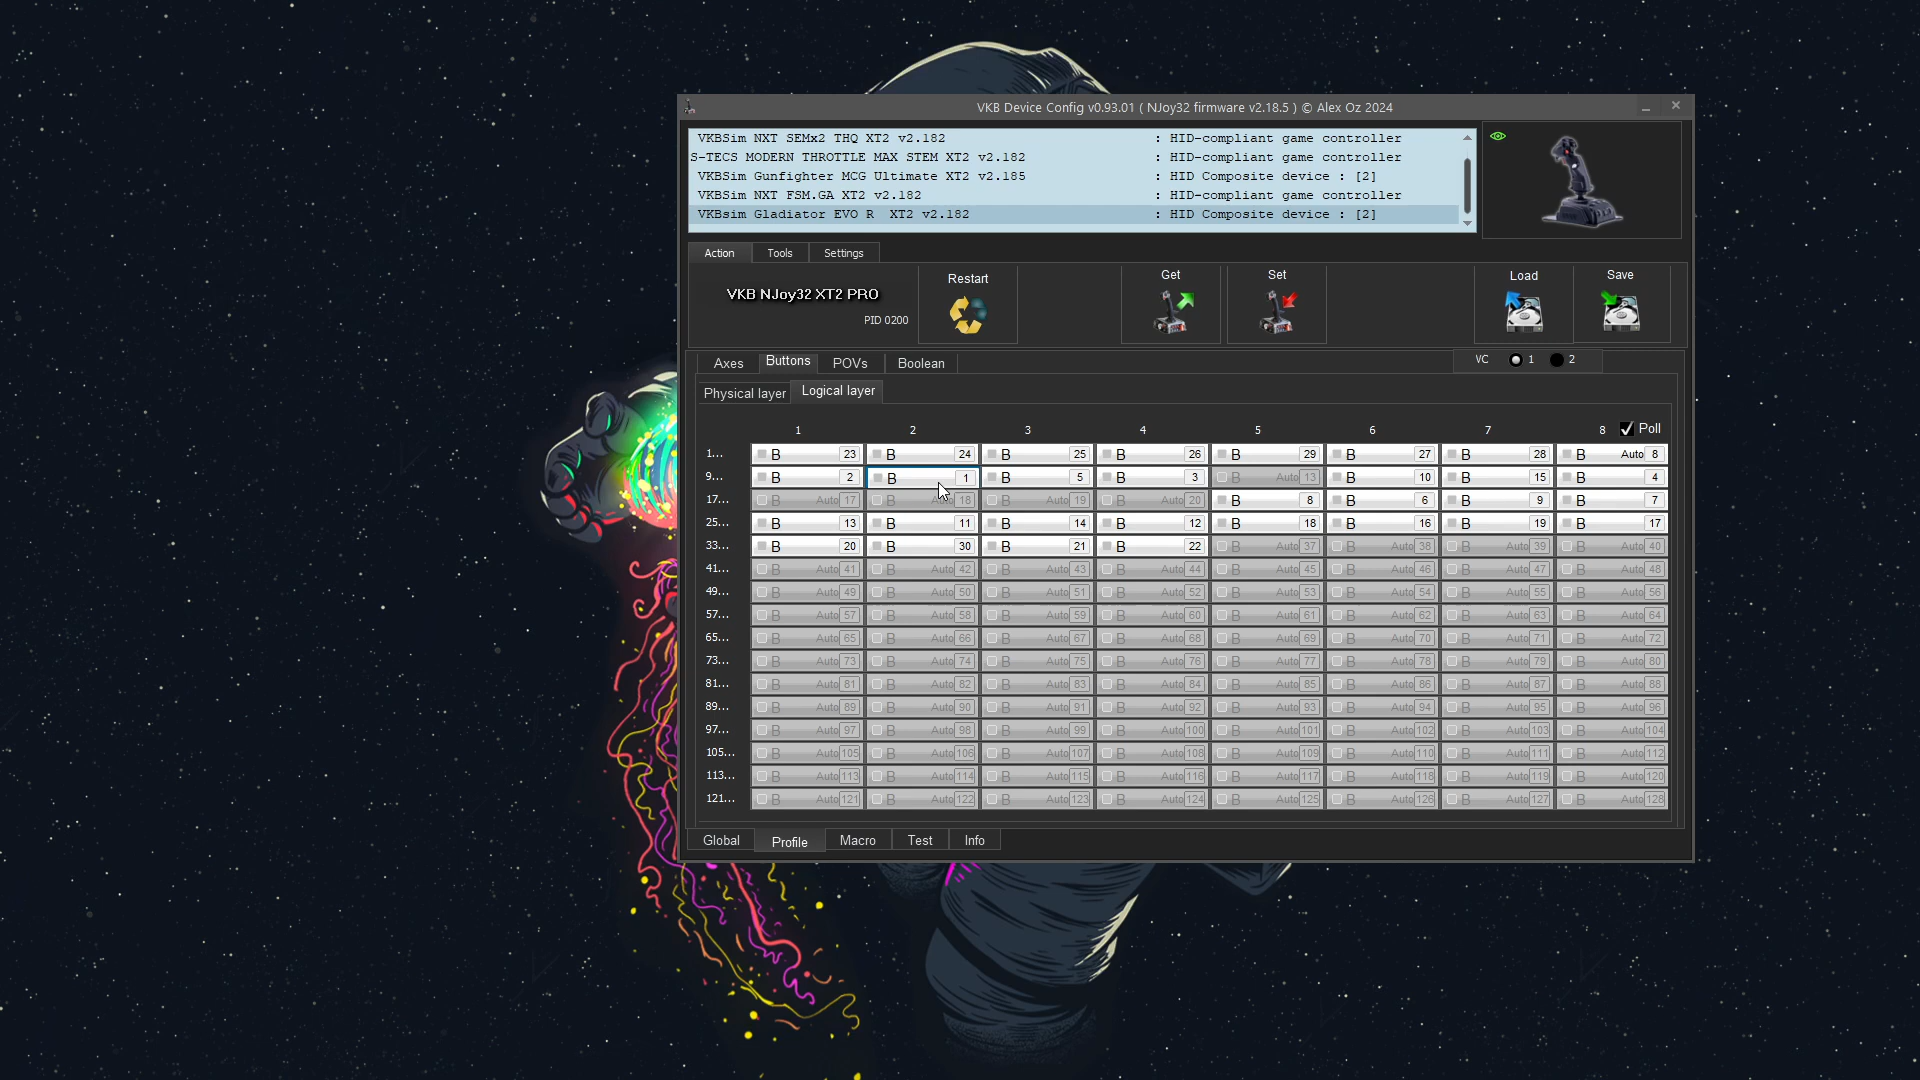 VKB Device Config v0.93.01 ( NJoy32 firmware v2.18.5 ) © Alex Oz 2024
VKBSim NXT SEMx2 THQ XT2 v2.182 : HID-compliant game controller
S-TECS MODERN THROTTLE MAX STEM XT2 v2.182 : HID-compliant game controller
VKBSim Gunfighter MCG Ultimate XT2 v2.185 : HID Composite device : [2]
VKBSim NXT FSM.GA XT2 v2.182 : HID-compliant game controller
VKBsim Gladiator EVO R XT2 v2.182 : HID Composite device : [2]
Action Tools Settings
Restart Get Set Load Save
VKB NJoy32 XT2 PRO
PID 0200
Axes Buttons POVs Boolean VC 1 2
Physical layer Logical layer
1 2 3 4 5 6 7 8 Poll
1... B 23 B 24 B 25 B 26 B 29 B 27 B 28 B Auto 8
9... B 2 B 1 B 5 B 3 B Auto 13 B 10 B 15 B 4
17... B Auto 17 B 18 B Auto 19 B Auto 20 B 8 B 6 B 9 B 7
25... B 13 B 11 B 14 B 12 B 18 B 16 B 19 B 17
33... B 20 B 30 B 21 B 22 B Auto 37 B Auto 38 B Auto 39 B Auto 40
41... B Auto 41 B Auto 42 B Auto 43 B Auto 44 B Auto 45 B Auto 46 B Auto 47 B Auto 48
49... B Auto 49 B Auto 50 B Auto 51 B Auto 52 B Auto 53 B Auto 54 B Auto 55 B Auto 56
57... B Auto 57 B Auto 58 B Auto 59 B Auto 60 B Auto 61 B Auto 62 B Auto 63 B Auto 64
65... B Auto 65 B Auto 66 B Auto 67 B Auto 68 B Auto 69 B Auto 70 B Auto 71 B Auto 72
73... B Auto 73 B Auto 74 B Auto 75 B Auto 76 B Auto 77 B Auto 78 B Auto 79 B Auto 80
81... B Auto 81 B Auto 82 B Auto 83 B Auto 84 B Auto 85 B Auto 86 B Auto 87 B Auto 88
89... B Auto 89 B Auto 90 B Auto 91 B Auto 92 B Auto 93 B Auto 94 B Auto 95 B Auto 96
97... B Auto 97 B Auto 98 B Auto 99 B Auto 100 B Auto 101 B Auto 102 B Auto 103 B Auto 104
105... B Auto 105 B Auto 106 B Auto 107 B Auto 108 B Auto 109 B Auto 110 B Auto 111 B Auto 112
113... B Auto 113 B Auto 114 B Auto 115 B Auto 116 B Auto 117 B Auto 118 B Auto 119 B Auto 120
121... B Auto 121 B Auto 122 B Auto 123 B Auto 124 B Auto 125 B Auto 126 B Auto 127 B Auto 128
Global Profile Macro Test Info